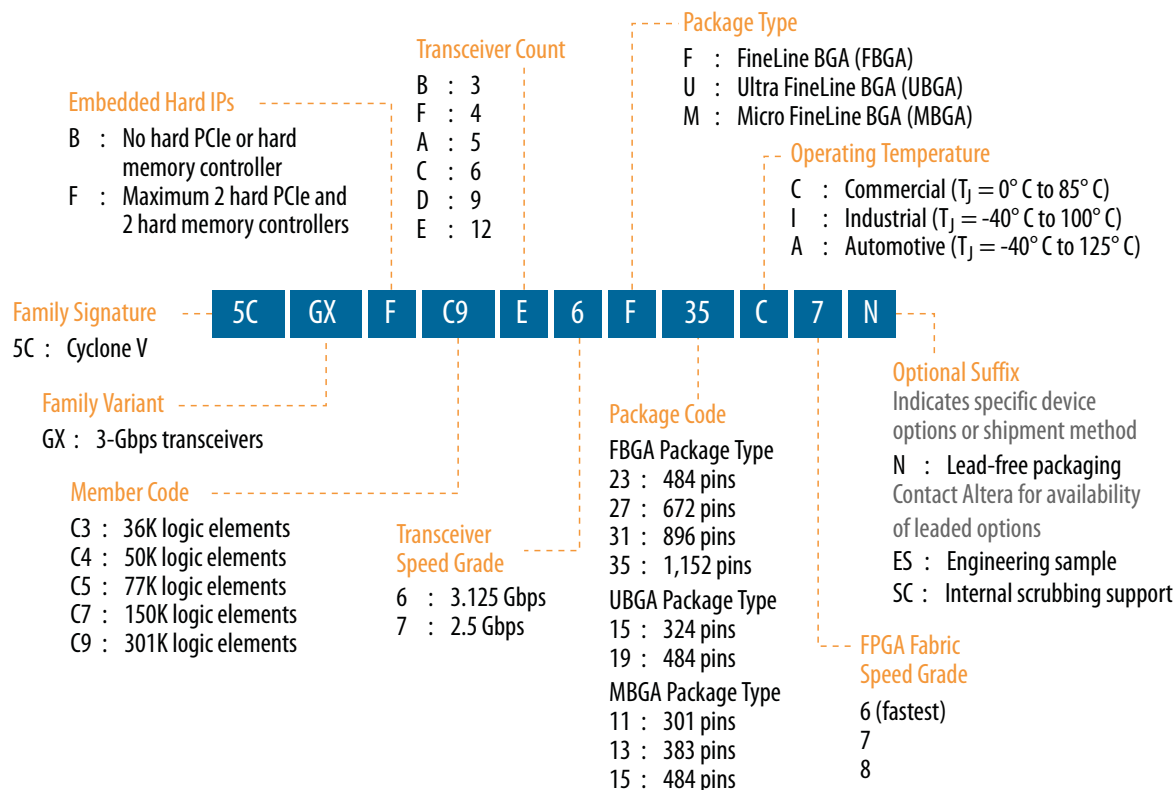 Package Type
F : FineLine BGA (FBGA)
U : Ultra FineLine BGA (UBGA)
M : Micro FineLine BGA (MBGA)
Transceiver Count
B : 3
F : 4
A : 5
C : 6
D : 9
E : 12
Embedded Hard IPs
B : No hard PCIe or hard
memory controller
F : Maximum 2 hard PCIe and
2 hard memory controllers
Operating Temperature
C : Commercial (TJ = 0° C to 85° C)
I : Industrial (TJ = -40° C to 100° C)
A : Automotive (TJ = -40° C to 125° C)
Family Signature
5C : Cyclone V
5C GX F C9 E 6 F 35 C 7 N
Family Variant
GX : 3-Gbps transceivers
Member Code
C3 : 36K logic elements
C4 : 50K logic elements
C5 : 77K logic elements
C7 : 150K logic elements
C9 : 301K logic elements
Transceiver
Speed Grade
6 : 3.125 Gbps
7 : 2.5 Gbps
Package Code
FBGA Package Type
23 : 484 pins
27 : 672 pins
31 : 896 pins
35 : 1,152 pins
UBGA Package Type
15 : 324 pins
19 : 484 pins
MBGA Package Type
11 : 301 pins
13 : 383 pins
15 : 484 pins
Optional Suffix
Indicates specific device
options or shipment method
N : Lead-free packaging
Contact Altera for availability
of leaded options
ES : Engineering sample
SC : Internal scrubbing support
FPGA Fabric
Speed Grade
6 (fastest)
7
8